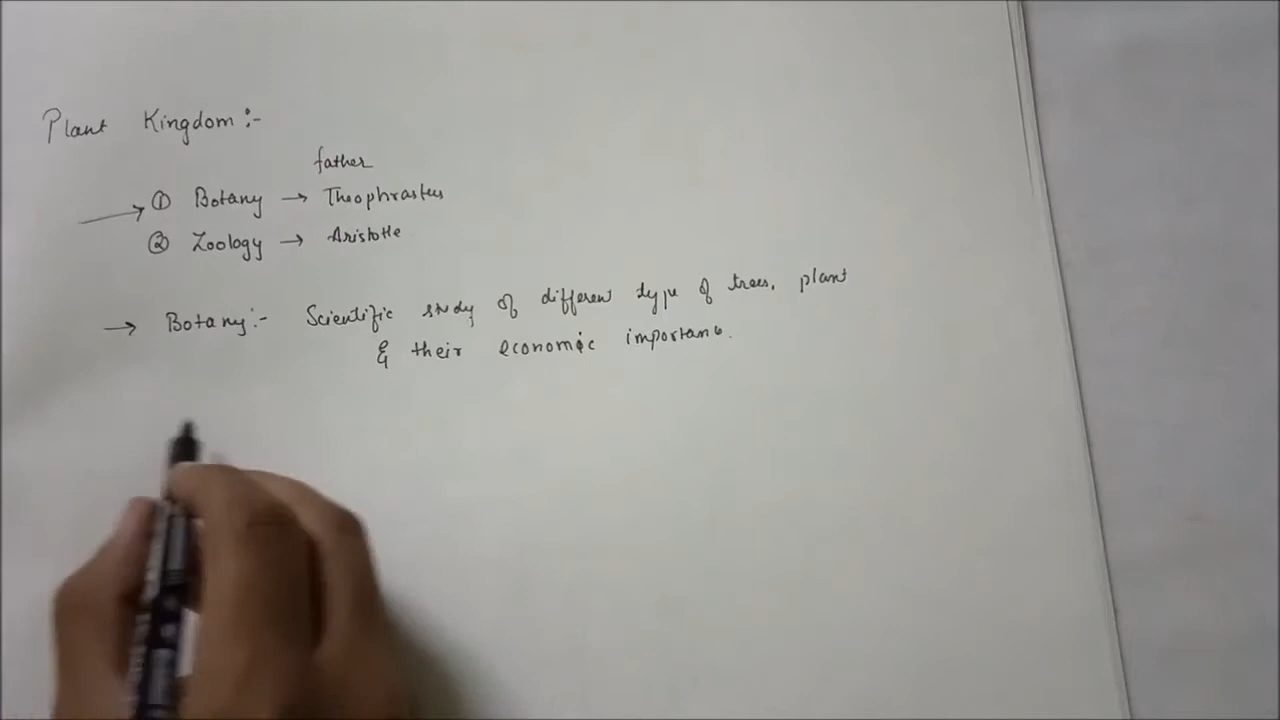 Plant Kingdom :-
father
① Botany → Theophrastus
② Zoology → Aristotle
→ Botany :- Scientific study of different type of trees, plant
& their economic importance.